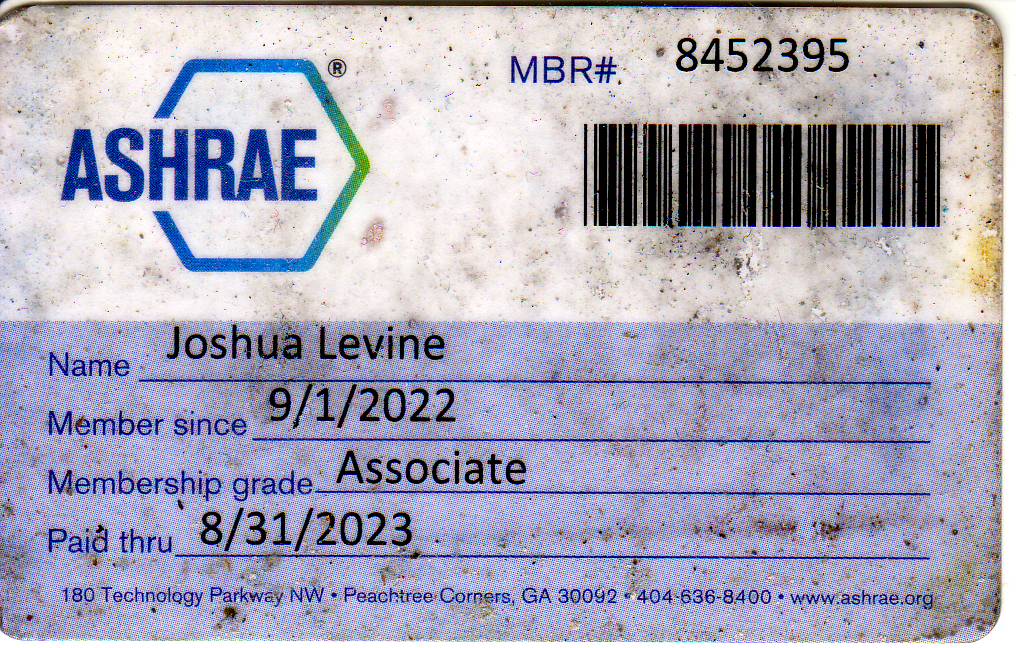 ASHRAE®
MBR# 8452395
Name Joshua Levine
Member since 9/1/2022
Membership grade Associate
Paid thru 8/31/2023
180 Technology Parkway NW • Peachtree Corners, GA 30092 • 404-636-8400 • www.ashrae.org